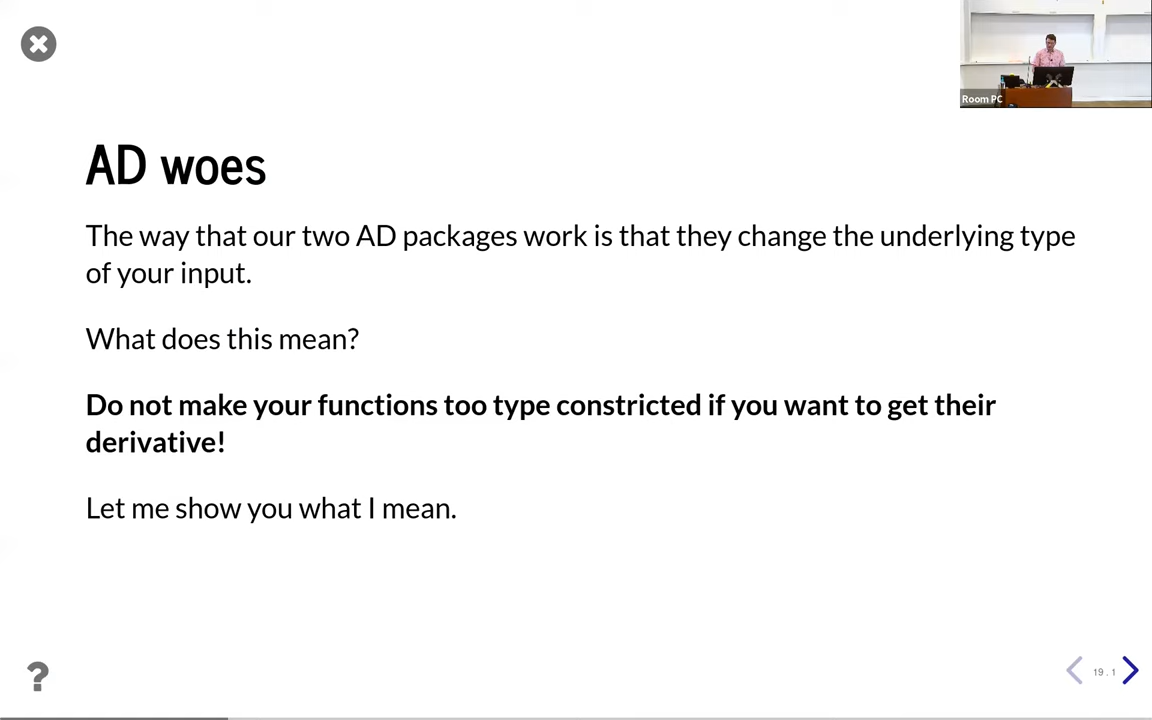 Room PC
AD woes
The way that our two AD packages work is that they change the underlying type
of your input.
What does this mean?
Do not make your functions too type constricted if you want to get their
derivative!
Let me show you what I mean.
?
19 . 1